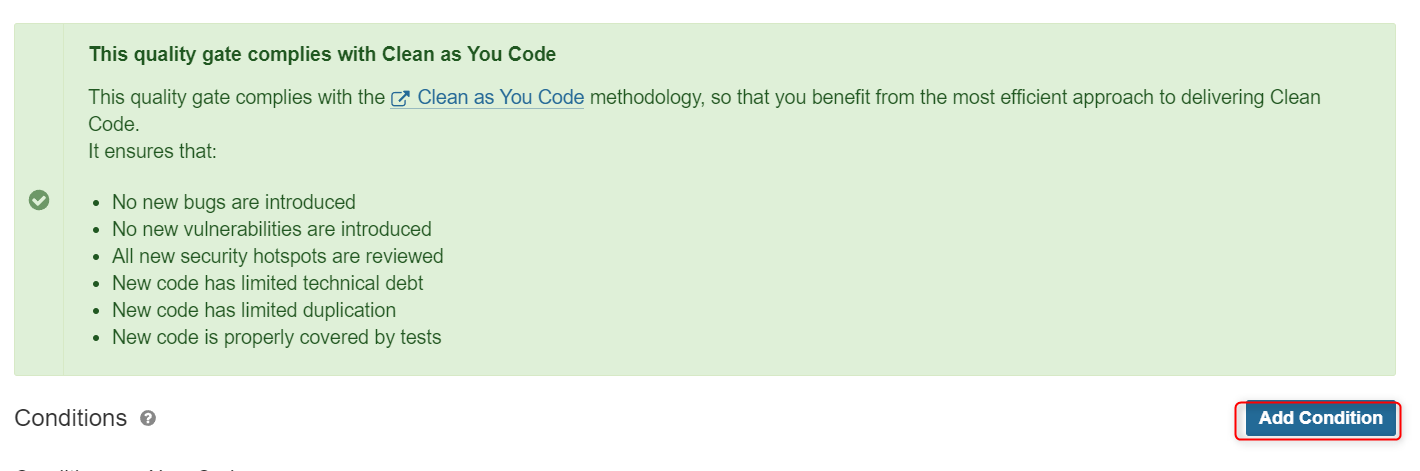 This quality gate complies with Clean as You Code
This quality gate complies with the Clean as You Code methodology, so that you benefit from the most efficient approach to delivering Clean
Code.
It ensures that:
• No new bugs are introduced
• No new vulnerabilities are introduced
• All new security hotspots are reviewed
• New code has limited technical debt
• New code has limited duplication
• New code is properly covered by tests
Conditions ?
Add Condition